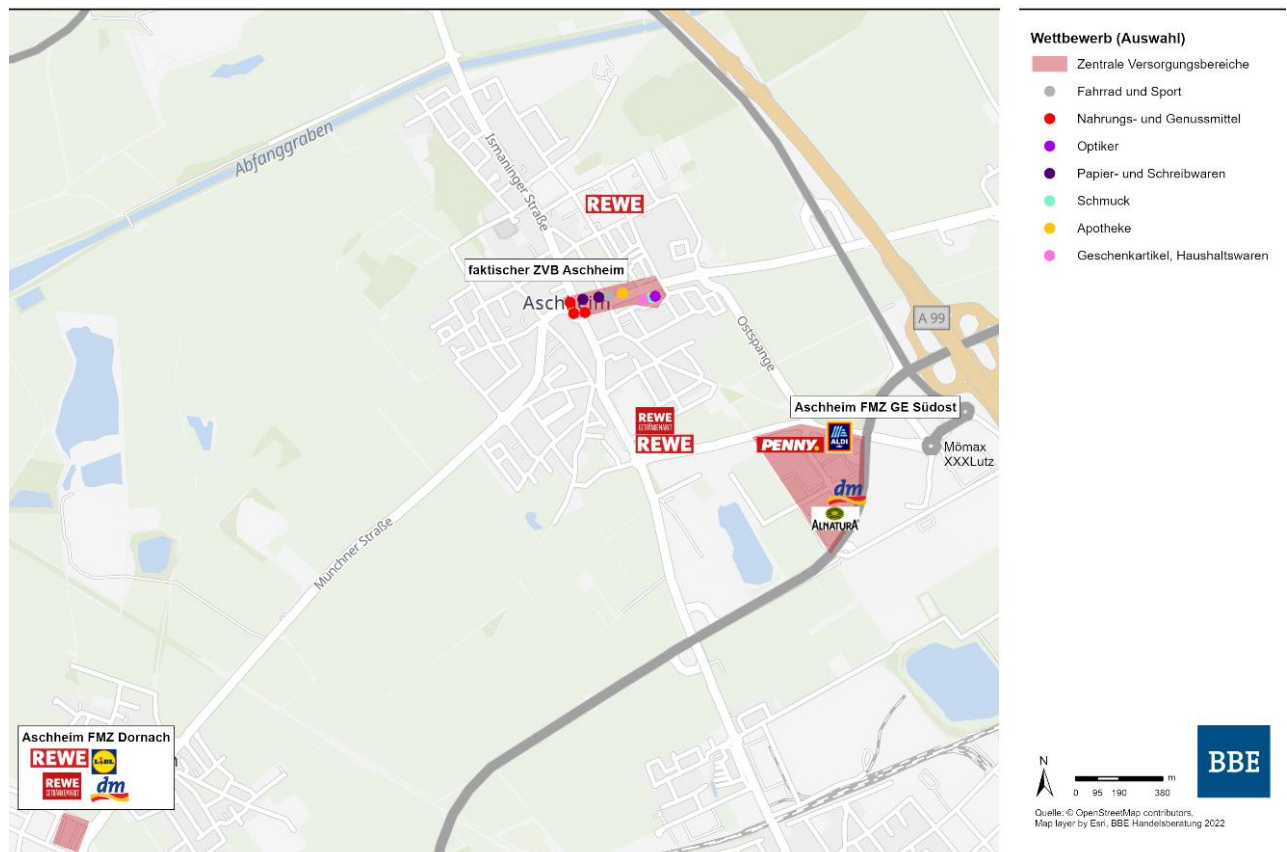 Abfanggraben
Ismaninger Straße
REWE
faktischer ZVB Aschheim
Aschheim
Ostspange
A 99
REWE
GETRÄNKEMARKT
REWE
Aschheim FMZ GE Südost
PENNY.
ALDI
Mömax
XXXLutz
dm
ALNATURA
Münchner Straße
Aschheim FMZ Dornach
REWE
LIDL
REWE
GETRÄNKEMARKT
dm
Wettbewerb (Auswahl)
Zentrale Versorgungsbereiche
Fahrrad und Sport
Nahrungs- und Genussmittel
Optiker
Papier- und Schreibwaren
Schmuck
Apotheke
Geschenkartikel, Haushaltswaren
BBE
N
m
0 95 190 380
Quelle: © OpenStreetMap contributors,
Map layer by Esri, BBE Handelsberatung 2022